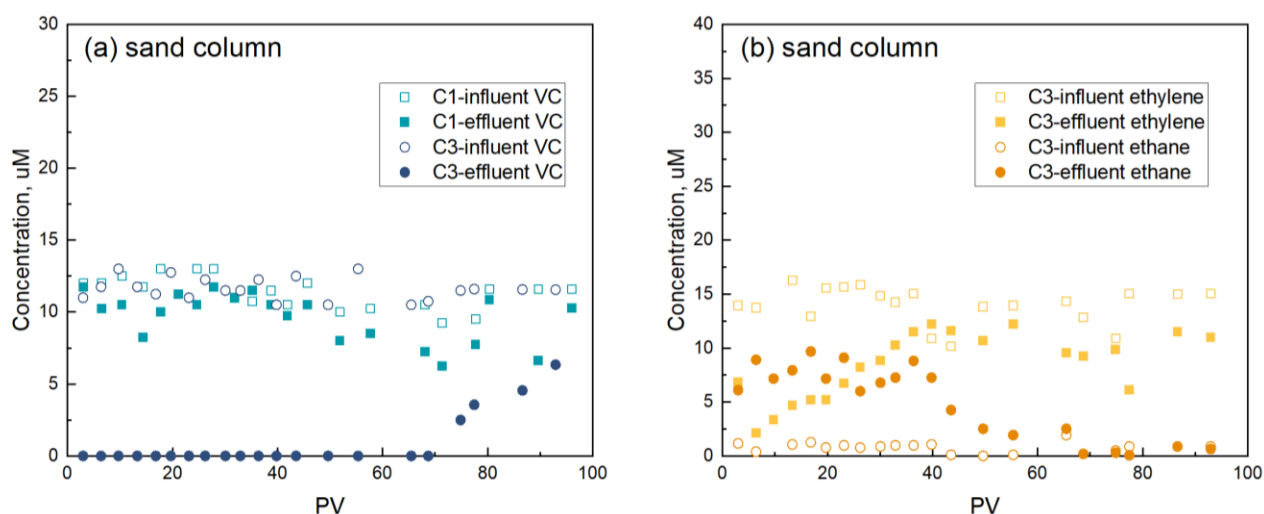 (a) sand column
C1-influent VC
C1-effluent VC
C3-influent VC
C3-effluent VC
Concentration, uM
30
25
20
15
10
5
0
0 20 40 60 80 100
PV
(b) sand column
C3-influent ethylene
C3-effluent ethylene
C3-influent ethane
C3-effluent ethane
Concentration, uM
40
35
30
25
20
15
10
5
0
0 20 40 60 80 100
PV